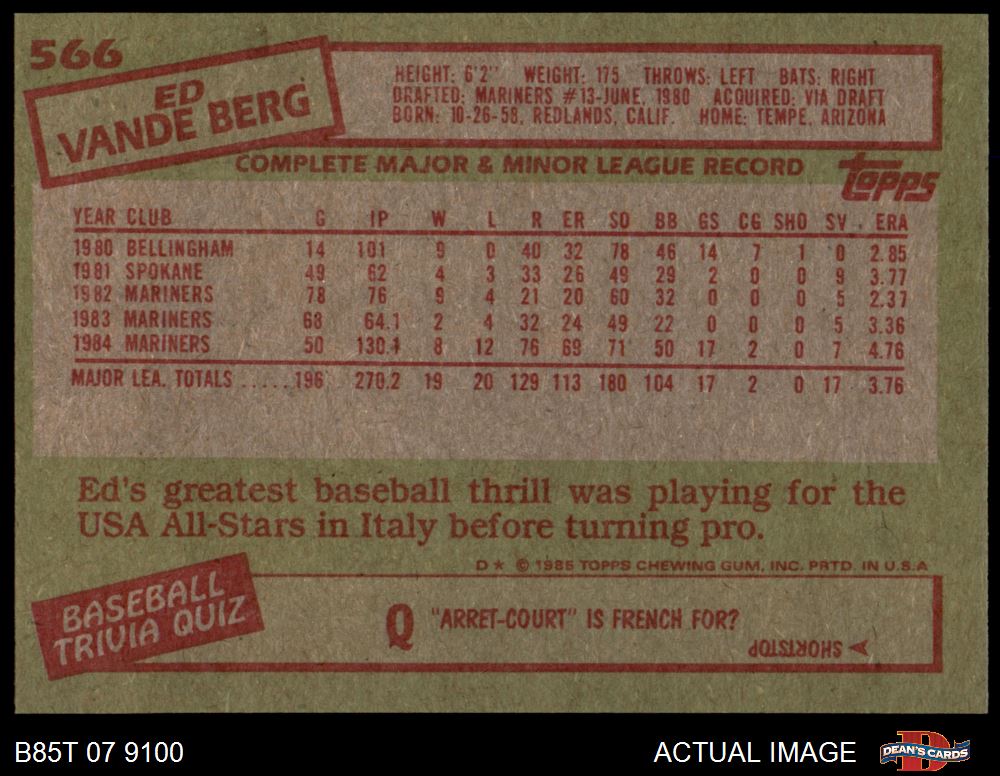 566
ED
VANDE BERG
HEIGHT: 6'2" WEIGHT: 175 THROWS: LEFT BATS: RIGHT
DRAFTED: MARINERS #13-JUNE, 1980 ACQUIRED: VIA DRAFT
BORN: 10-26-58, REDLANDS, CALIF. HOME: TEMPE, ARIZONA
COMPLETE MAJOR & MINOR LEAGUE RECORD
topps
YEAR CLUB G IP W L R ER SO BB GS CG SHO SV. ERA
1980 BELLINGHAM 14 101 9 0 40 32 78 46 14 7 1 0 2.85
1981 SPOKANE 49 62 4 3 33 26 49 29 2 0 0 9 3.77
1982 MARINERS 78 76 9 4 21 20 60 32 0 0 0 5 2.37
1983 MARINERS 68 64.1 2 4 32 24 49 22 0 0 0 5 3.36
1984 MARINERS 50 130.1 8 12 76 69 71 50 17 2 0 7 4.76
MAJOR LEA. TOTALS ..... 196 270.2 19 20 129 113 180 104 17 2 0 17 3.76
Ed's greatest baseball thrill was playing for the
USA All-Stars in Italy before turning pro.
D* © 1985 TOPPS CHEWING GUM, INC. PRTD. IN U.S.A
BASEBALL
TRIVIA QUIZ
Q "ARRET-COURT" IS FRENCH FOR?
SHORTSTOP
B85T 07 9100
ACTUAL IMAGE
DEAN'S CARDS